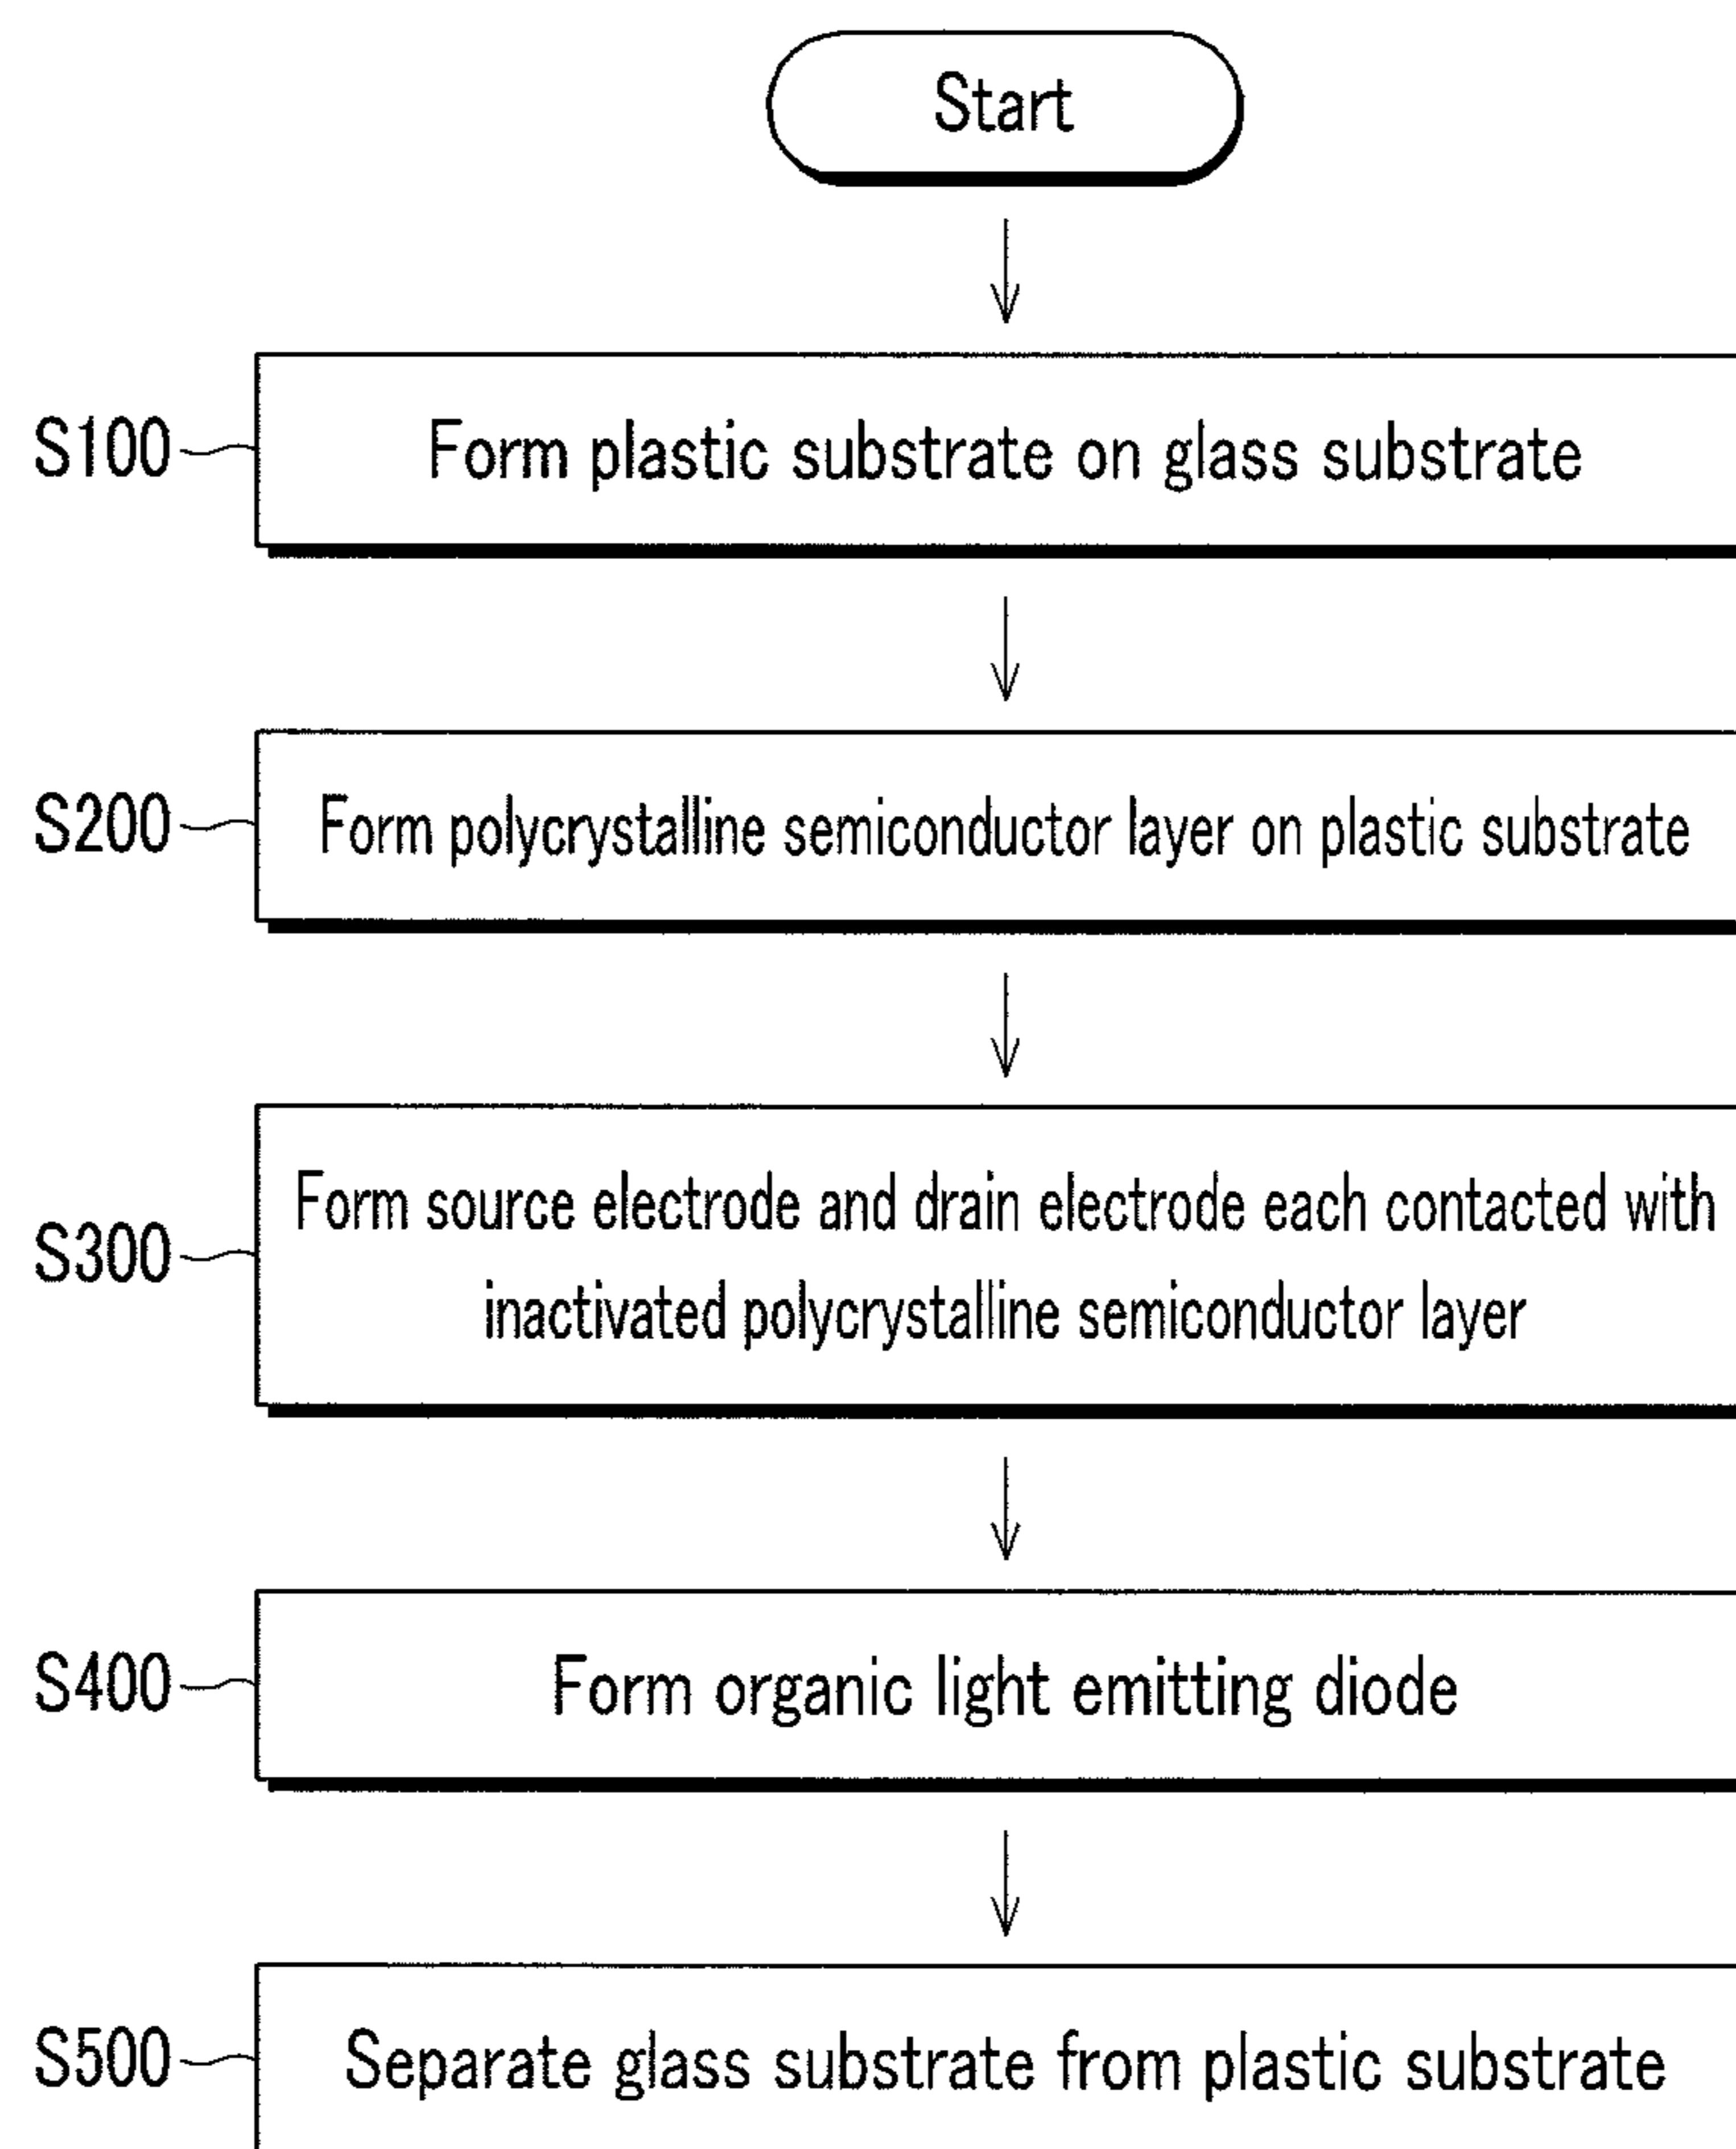 Start
S100
Form plastic substrate on glass substrate
S200
Form polycrystalline semiconductor layer on plastic substrate
S300
Form source electrode and drain electrode each contacted with
inactivated polycrystalline semiconductor layer
S400
Form organic light emitting diode
S500
Separate glass substrate from plastic substrate